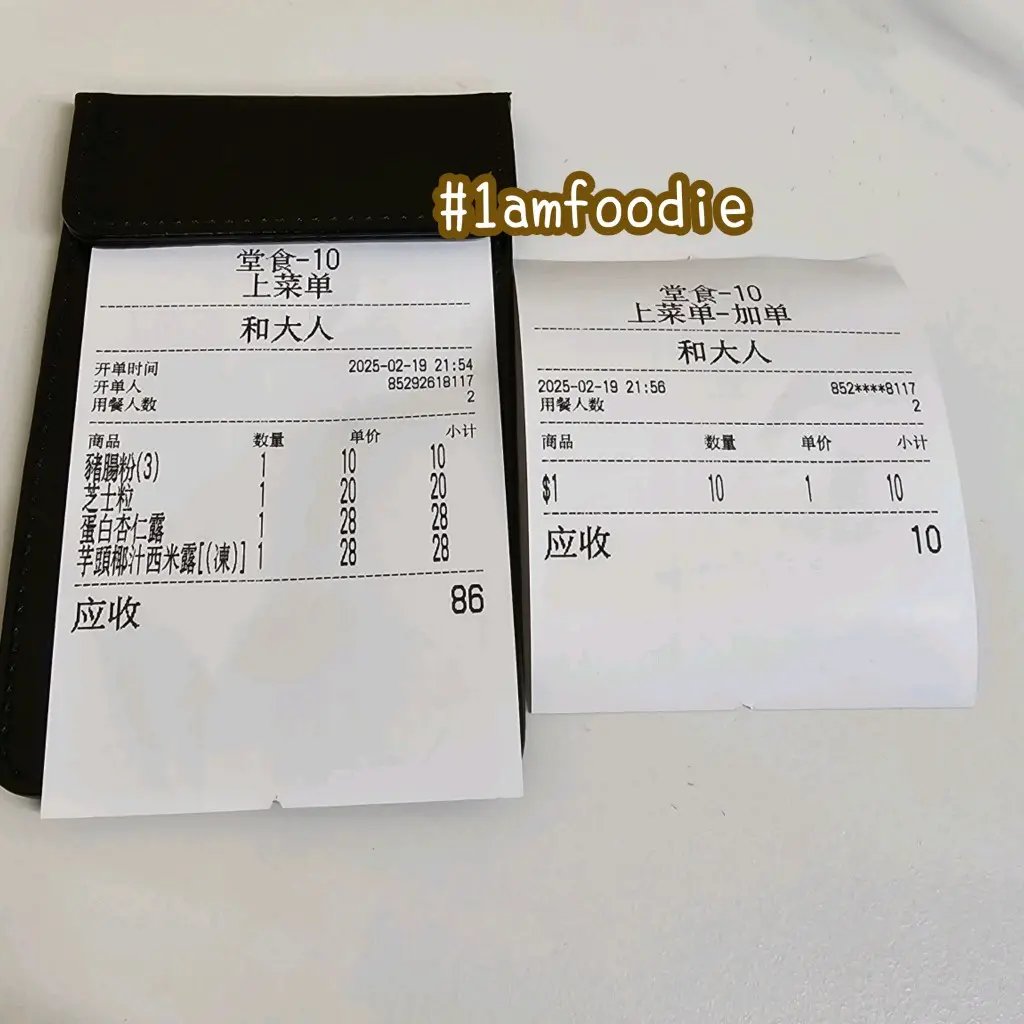 #1amfoodie
堂食-10
上菜单
和大人
开单时间 2025-02-19 21:54
开单人 85292618117
用餐人数 2
商品 数量 单价 小计
豬腸粉(3) 1 10 10
芝士粒 1 20 20
蛋白杏仁露 1 28 28
芋頭椰汁西米露[(凍)] 1 28 28
应收 86
堂食-10
上菜单-加单
和大人
2025-02-19 21:56 852****8117
用餐人数 2
商品 数量 单价 小计
$1 10 1 10
应收 10